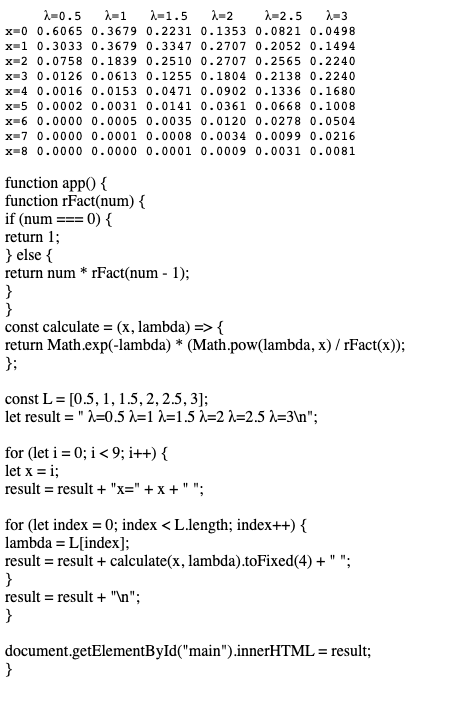 λ=0.5 λ=1 λ=1.5 λ=2 λ=2.5 λ=3
x=0 0.6065 0.3679 0.2231 0.1353 0.0821 0.0498
x=1 0.3033 0.3679 0.3347 0.2707 0.2052 0.1494
x=2 0.0758 0.1839 0.2510 0.2707 0.2565 0.2240
x=3 0.0126 0.0613 0.1255 0.1804 0.2138 0.2240
x=4 0.0016 0.0153 0.0471 0.0902 0.1336 0.1680
x=5 0.0002 0.0031 0.0141 0.0361 0.0668 0.1008
x=6 0.0000 0.0005 0.0035 0.0120 0.0278 0.0504
x=7 0.0000 0.0001 0.0008 0.0034 0.0099 0.0216
x=8 0.0000 0.0000 0.0001 0.0009 0.0031 0.0081
function app() {
function rFact(num) {
if (num === 0) {
return 1;
} else {
return num * rFact(num - 1);
}
}
const calculate = (x, lambda) => {
return Math.exp(-lambda) * (Math.pow(lambda, x) / rFact(x));
};
const L = [0.5, 1, 1.5, 2, 2.5, 3];
let result = " λ=0.5 λ=1 λ=1.5 λ=2 λ=2.5 λ=3\n";
for (let i = 0; i < 9; i++) {
let x = i;
result = result + "x=" + x + " ";
for (let index = 0; index < L.length; index++) {
lambda = L[index];
result = result + calculate(x, lambda).toFixed(4) + " ";
}
result = result + "\n";
}
document.getElementById("main").innerHTML = result;
}